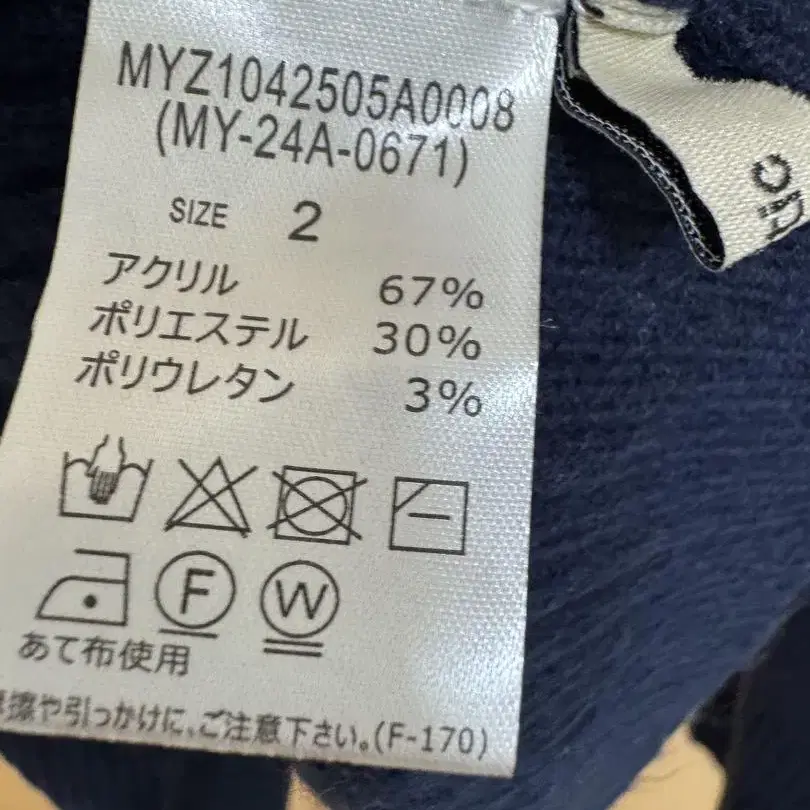 MYZ1042505A0008
(MY-24A-0671)
SIZE 2
アクリル 67%
ポリエステル 30%
ポリウレタン 3%
F W
あて布使用
擦や引っかけに、ご注意下さい。(F-170)
tic